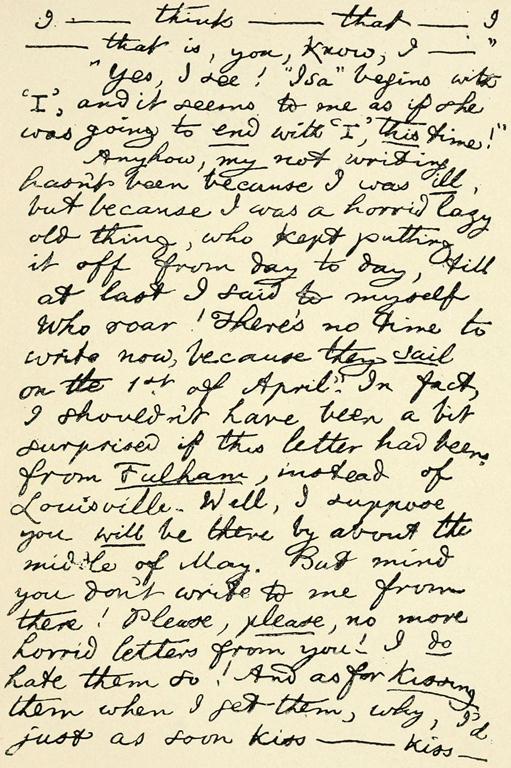 I —— think —— that —— I
—— that is, you, know, I —— "
"Yes, I see! "Isa" begins with
'I', and it seems to me as if she
was going to end with 'I', this time!"
Anyhow, my not writing
hasn't been because I was ill,
but because I was a horrid lazy
old thing, who kept putting
it off from day to day, till
at last I said to myself
Who roar! There's no time to
write now, because they sail
on the 1st of April". In fact,
I shouldn't have been a bit
surprised if this letter had been
from Fulham, instead of
Louisville. Well, I suppose
you will be there by about the
middle of May. But mind
you don't write to me from
there! Please, please, no more
horrid letters from you! I do
hate them so! And as for kissing
them when I get them, why, I'd
just as soon kiss —— kiss —